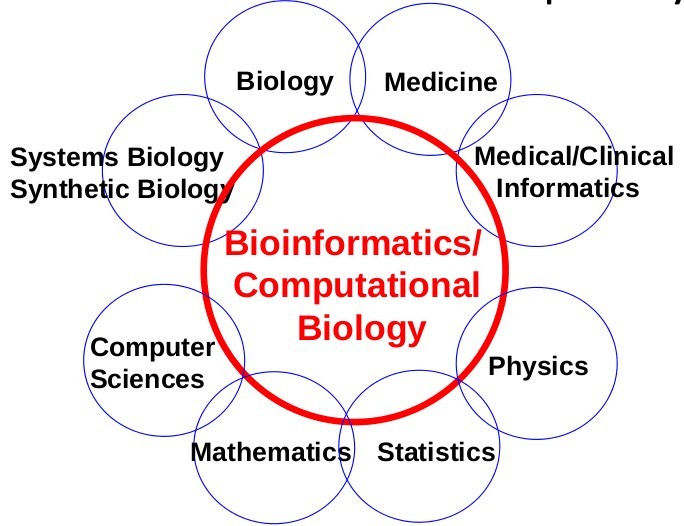 Biology
Medicine
Systems Biology
Synthetic Biology
Medical/Clinical
Informatics
Bioinformatics/
Computational
Biology
Computer
Sciences
Physics
Mathematics
Statistics